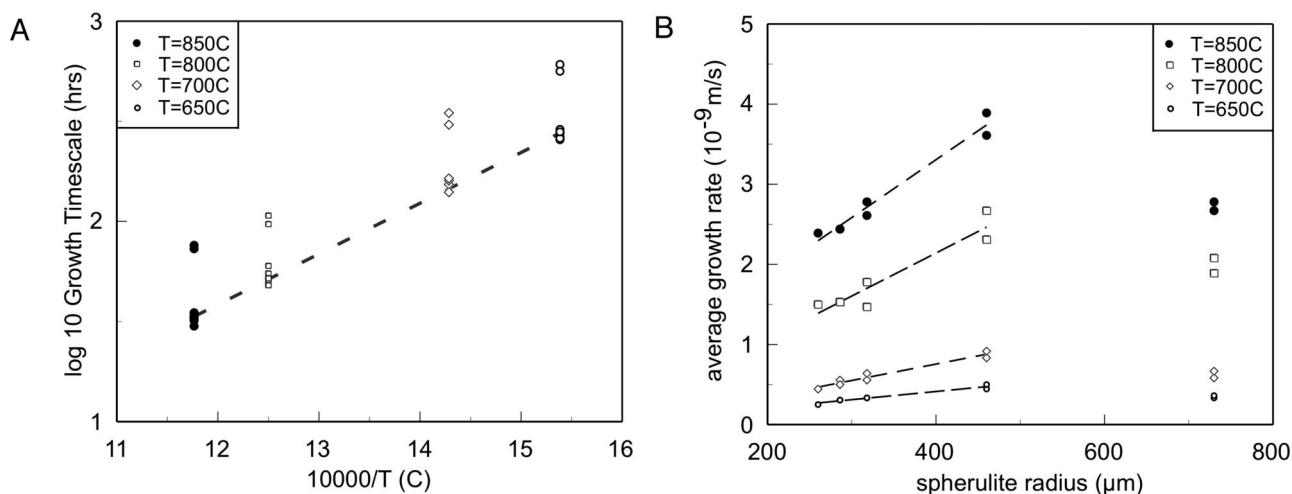 A
3
T=850C
T=800C
T=700C
T=650C
2
1
log 10 Growth Timescale (hrs)
11 12 13 14 15 16
10000/T (C)
B
5
T=850C
T=800C
T=700C
T=650C
4
3
2
1
0
average growth rate (10⁻⁹m/s)
200 400 600 800
spherulite radius (µm)